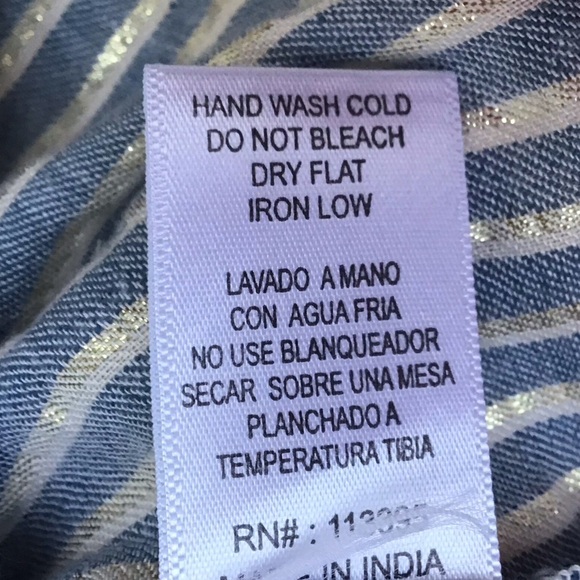 HAND WASH COLD
DO NOT BLEACH
DRY FLAT
IRON LOW
LAVADO A MANO
CON AGUA FRIA
NO USE BLANQUEADOR
SECAR SOBRE UNA MESA
PLANCHADO A
TEMPERATURA TIBIA
RN# :
IN INDIA